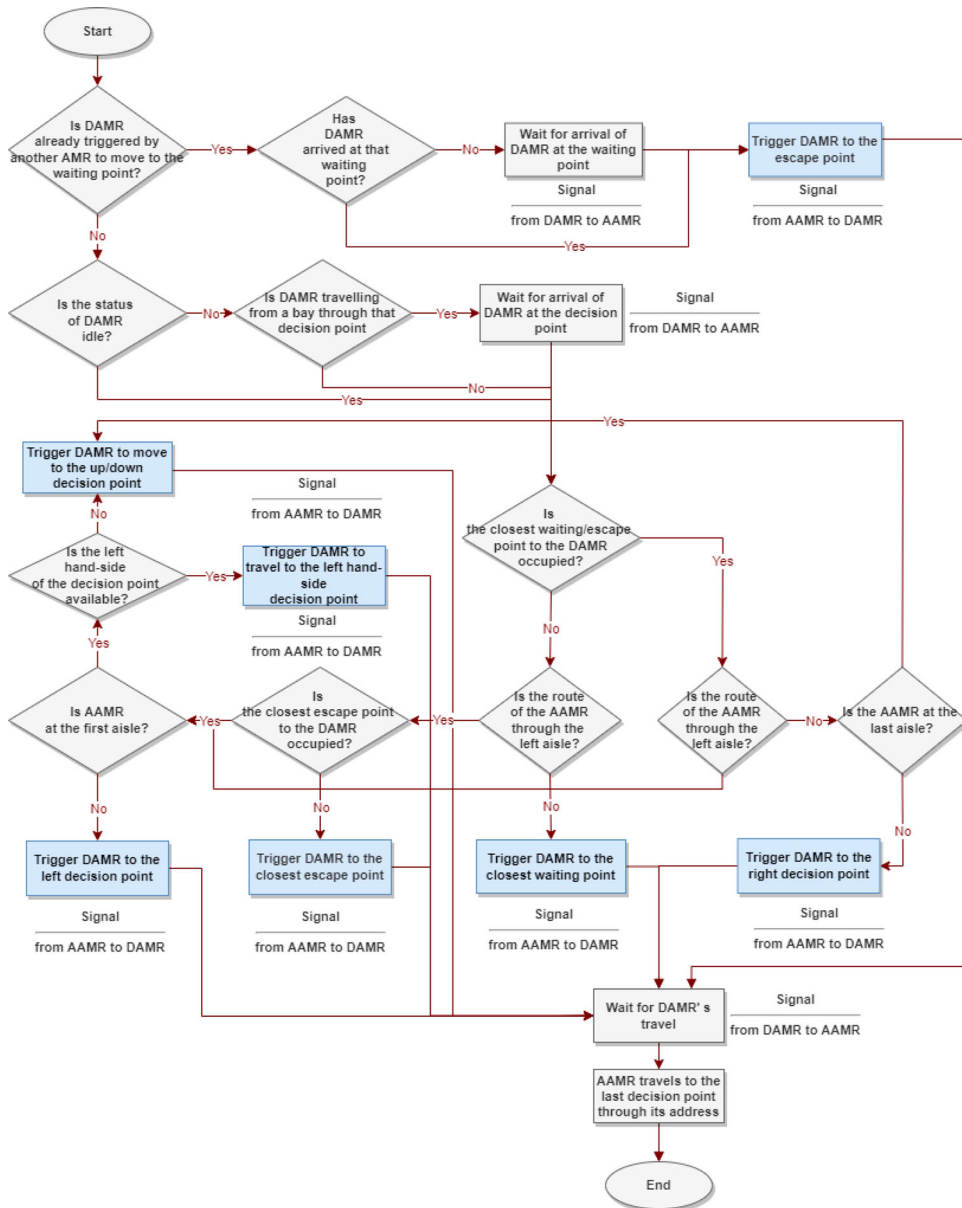 Start
Is DAMR
already triggered by
another AMR to move to the
waiting point?
Yes
Has
DAMR
arrived at that
waiting
point?
No
Wait for arrival of
DAMR at the waiting
point
Signal
from DAMR to AAMR
Trigger DAMR to the
escape point
Signal
from AAMR to DAMR
Yes
No
Is the status
of DAMR
idle?
No
Is DAMR travelling
from a bay through that
decision point
Yes
Wait for arrival of
DAMR at the decision
point
Signal
from DAMR to AAMR
No
Yes
Yes
Trigger DAMR to move
to the up/down
decision point
Signal
from AAMR to DAMR
No
Is the left
hand-side
of the decision point
available?
Yes
Trigger DAMR to
travel to the left hand-
side
decision point
Signal
from AAMR to DAMR
Is
the closest waiting/escape
point to the DAMR
occupied?
Yes
No
Yes
Is AAMR
at the first aisle?
Yes
Is
the closest escape point
to the DAMR
occupied?
Yes
Is the route
of the AAMR
through the
left aisle?
Is the route
of the AAMR
through the
left aisle?
No
Is the AAMR at the
last aisle?
No
No
No
No
Trigger DAMR to the
left decision point
Signal
from AAMR to DAMR
Trigger DAMR to the
closest escape point
Signal
from AAMR to DAMR
Trigger DAMR to the
closest waiting point
Signal
from AAMR to DAMR
Trigger DAMR to the
right decision point
Signal
from AAMR to DAMR
Wait for DAMR' s
travel
Signal
from DAMR to AAMR
AAMR travels to the
last decision point
through its address
End